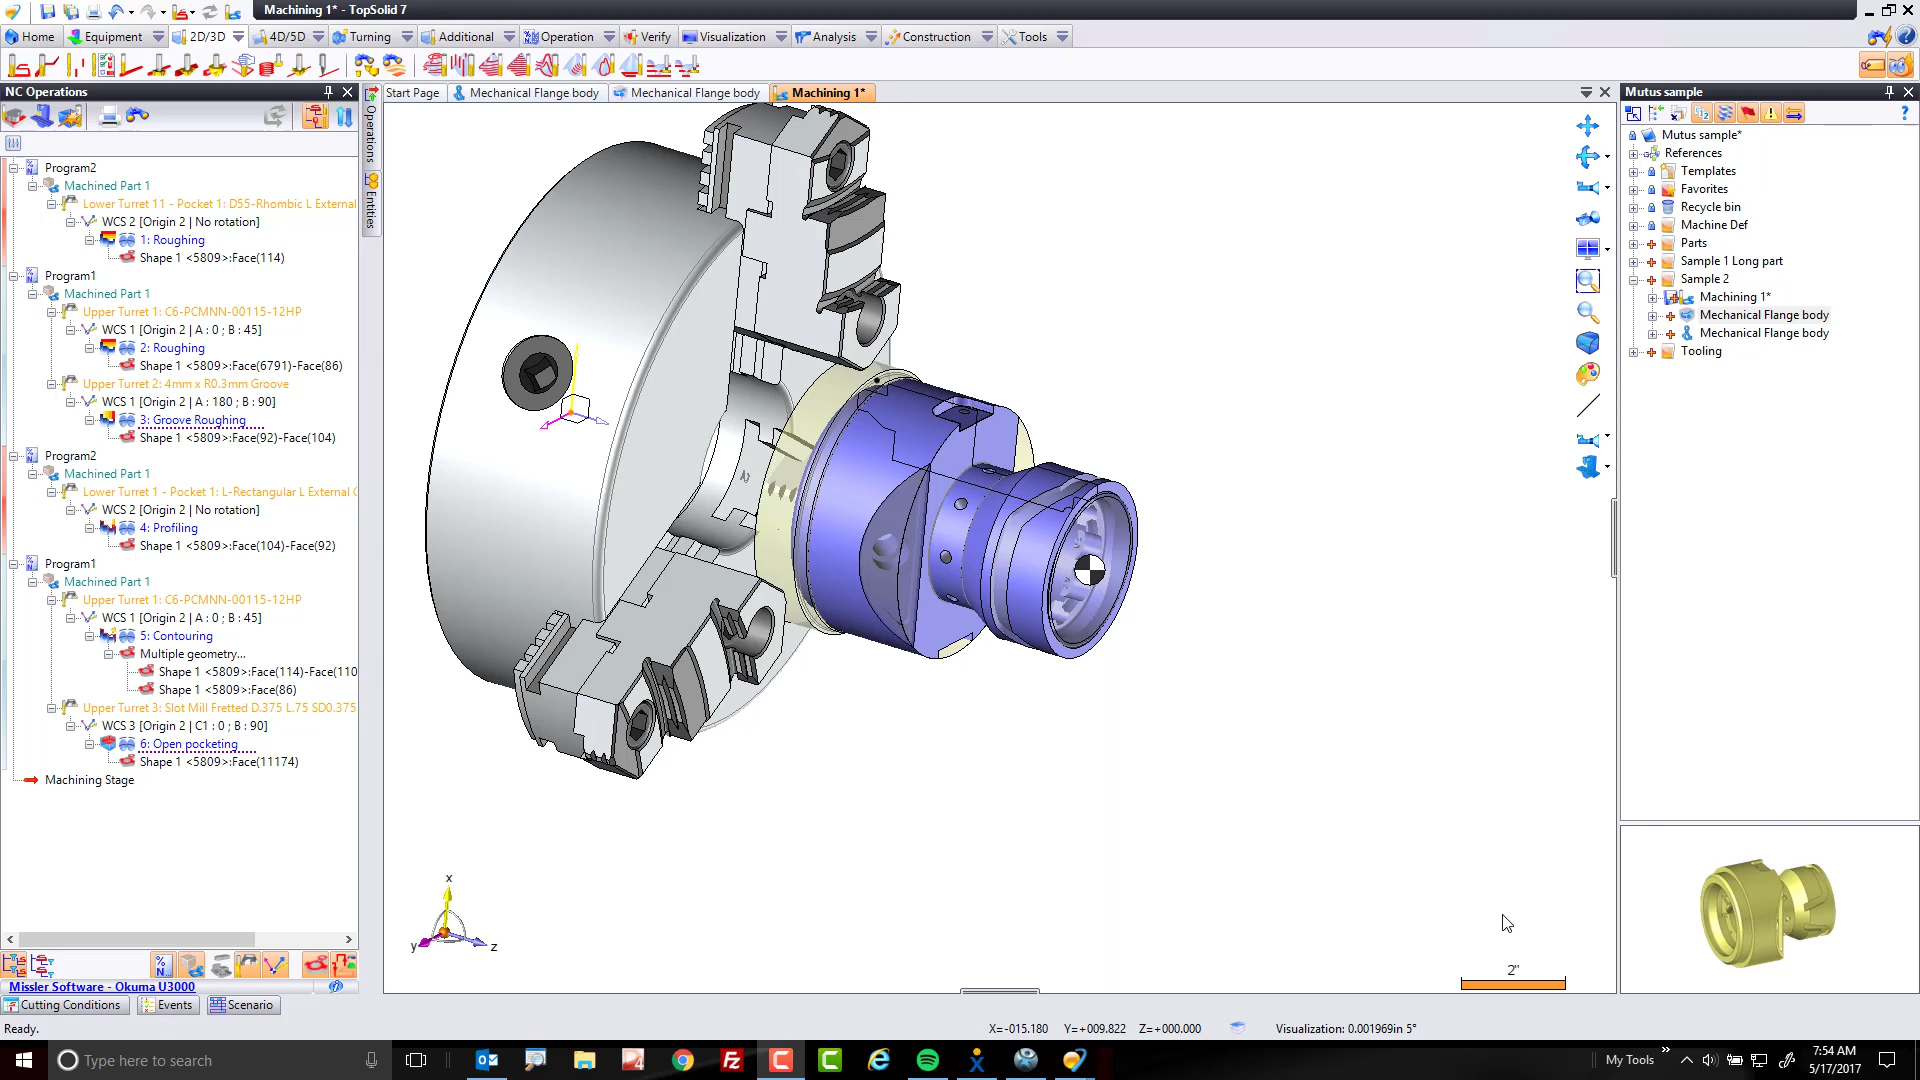 Machining 1* - TopSolid 7
Home Equipment 2D/3D 4D/5D Turning Additional Operation Verify Visualization Analysis Construction Tools
NC Operations
Start Page Mechanical Flange body Mechanical Flange body Machining 1*
Mutus sample
Operations
Entities
Program2
Machined Part 1
Lower Turret 11 - Pocket 1: D55-Rhombic L External
WCS 2 [Origin 2 | No rotation]
1: Roughing
Shape 1 <5809>:Face(114)
Program1
Machined Part 1
Upper Turret 1: C6-PCMNN-00115-12HP
WCS 1 [Origin 2 | A : 0 ; B : 45]
2: Roughing
Shape 1 <5809>:Face(6791)-Face(86)
Upper Turret 2: 4mm x R0.3mm Groove
WCS 1 [Origin 2 | A : 180 ; B : 90]
3: Groove Roughing
Shape 1 <5809>:Face(92)-Face(104)
Program2
Machined Part 1
Lower Turret 1 - Pocket 1: L-Rectangular L External G
WCS 2 [Origin 2 | No rotation]
4: Profiling
Shape 1 <5809>:Face(104)-Face(92)
Program1
Machined Part 1
Upper Turret 1: C6-PCMNN-00115-12HP
WCS 1 [Origin 2 | A : 0 ; B : 45]
5: Contouring
Multiple geometry...
Shape 1 <5809>:Face(114)-Face(110
Shape 1 <5809>:Face(86)
Upper Turret 3: Slot Mill Fretted D.375 L.75 SD0.375
WCS 3 [Origin 2 | C1 : 0 ; B : 90]
6: Open pocketing
Shape 1 <5809>:Face(11174)
Machining Stage
Mutus sample*
References
Templates
Favorites
Recycle bin
Machine Def
Parts
Sample 1 Long part
Sample 2
Machining 1*
Mechanical Flange body
Mechanical Flange body
Tooling
x
y
z
2"
Missler Software - Okuma U3000
Cutting Conditions Events Scenario
Ready.
X=-015.180 Y=+009.822 Z=+000.000 Visualization: 0.001969in 5°
Type here to search
My Tools
7:54 AM
5/17/2017